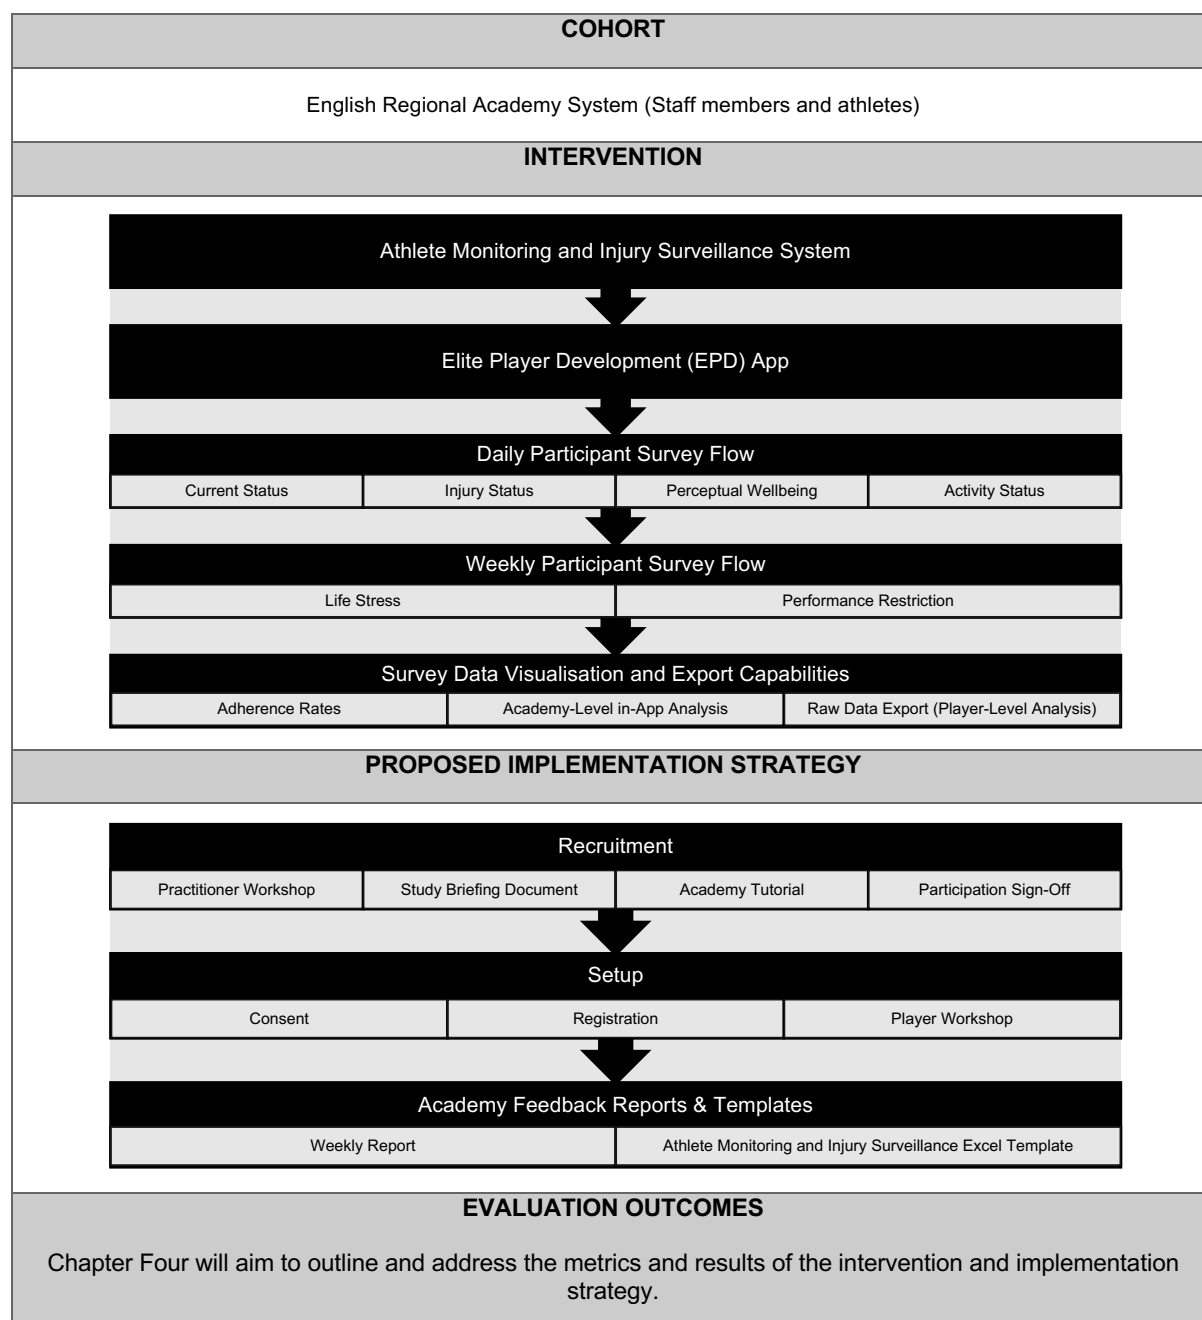 COHORT
English Regional Academy System (Staff members and athletes)
INTERVENTION
Athlete Monitoring and Injury Surveillance System
Elite Player Development (EPD) App
Daily Participant Survey Flow
Current Status
Injury Status
Perceptual Wellbeing
Activity Status
Weekly Participant Survey Flow
Life Stress
Performance Restriction
Survey Data Visualisation and Export Capabilities
Adherence Rates
Academy-Level in-App Analysis
Raw Data Export (Player-Level Analysis)
PROPOSED IMPLEMENTATION STRATEGY
Recruitment
Practitioner Workshop
Study Briefing Document
Academy Tutorial
Participation Sign-Off
Setup
Consent
Registration
Player Workshop
Academy Feedback Reports & Templates
Weekly Report
Athlete Monitoring and Injury Surveillance Excel Template
EVALUATION OUTCOMES
Chapter Four will aim to outline and address the metrics and results of the intervention and implementation
strategy.